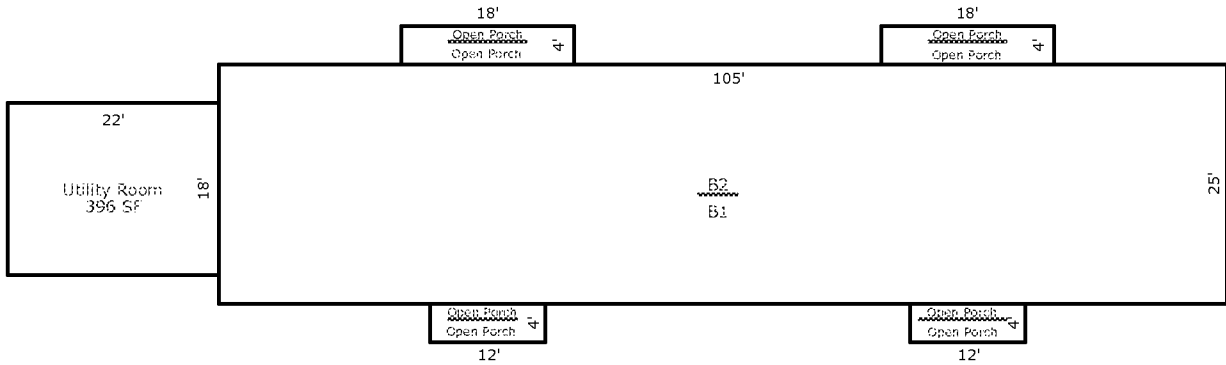 18'
18'
Open Porch
Open Porch
4'
Open Porch
Open Porch
4'
105'
22'
Utility Room
396 SF
18'
B2
B1
25'
Open Porch
Open Porch
4'
Open Porch
Open Porch
4'
12'
12'